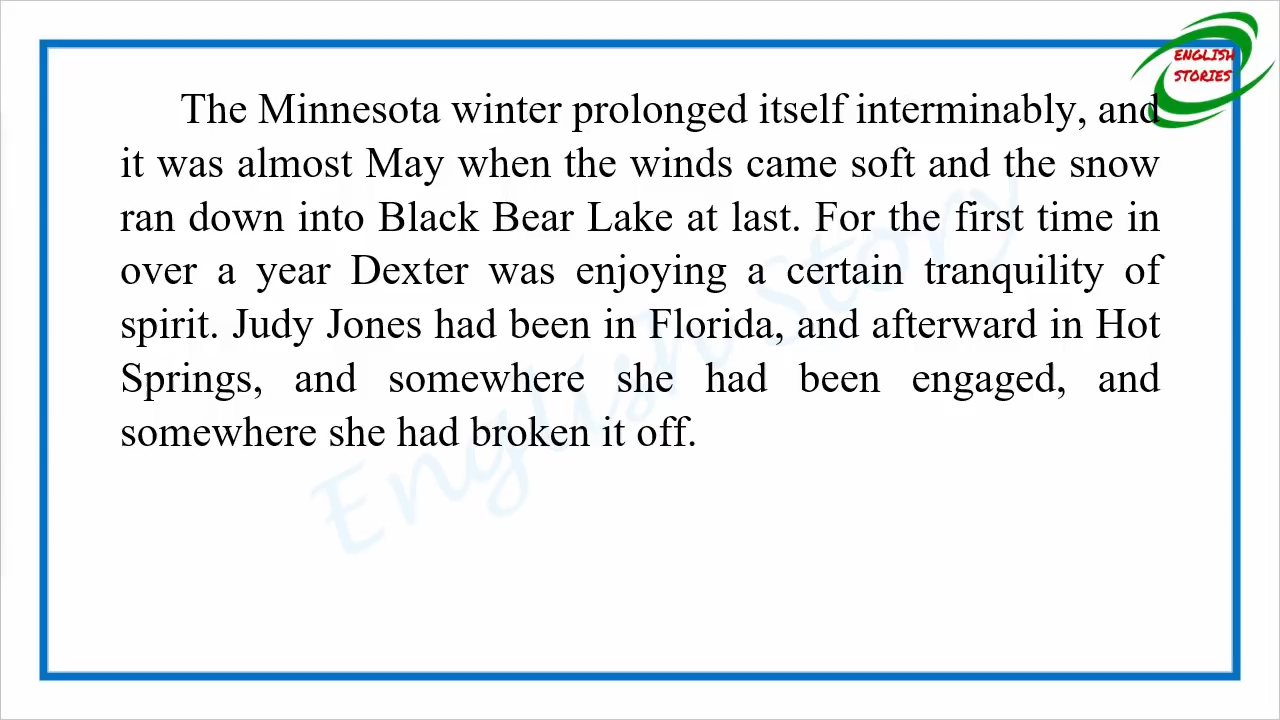 ENGLISH
STORIES
The Minnesota winter prolonged itself interminably, and
it was almost May when the winds came soft and the snow
ran down into Black Bear Lake at last. For the first time in
over a year Dexter was enjoying a certain tranquility of
spirit. Judy Jones had been in Florida, and afterward in Hot
Springs, and somewhere she had been engaged, and
somewhere she had broken it off.
English Story